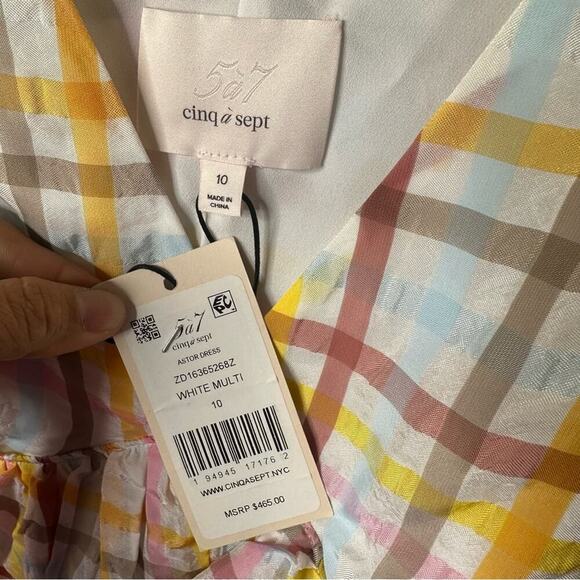 5à7
cinq à sept
10
MADE IN
CHINA
EPC
5à7
cinq à sept
ASTOR DRESS
ZD16365268Z
WHITE MULTI
10
1 94945 17176 2
WWW.CINQASEPT.NYC
MSRP $465.00